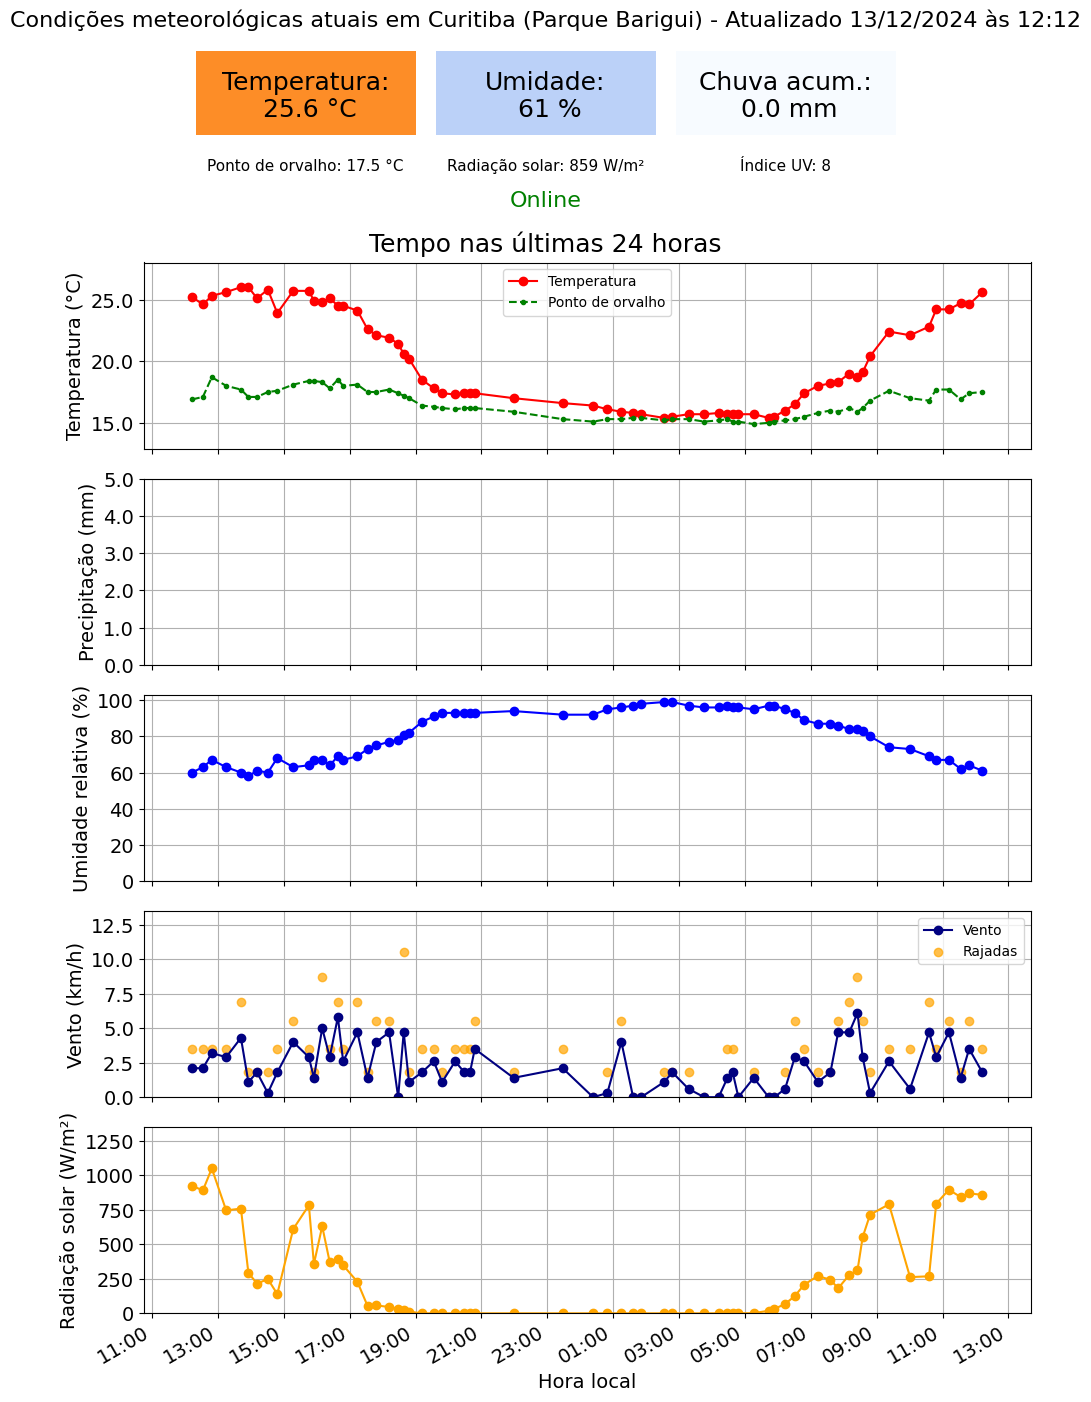 Condições meteorológicas atuais em Curitiba (Parque Barigui) - Atualizado 13/12/2024 às 12:12
Temperatura:
25.6 °C
Umidade:
61 %
Chuva acum.:
0.0 mm
Ponto de orvalho: 17.5 °C
Radiação solar: 859 W/m²
Índice UV: 8
Online
Tempo nas últimas 24 horas
Temperatura (°C)
25.0
20.0
15.0
Temperatura
Ponto de orvalho
Precipitação (mm)
5.0
4.0
3.0
2.0
1.0
0.0
Umidade relativa (%)
100
80
60
40
20
0
Vento (km/h)
12.5
10.0
7.5
5.0
2.5
0.0
Vento
Rajadas
Radiação solar (W/m²)
1250
1000
750
500
250
0
11:00
13:00
15:00
17:00
19:00
21:00
23:00
01:00
03:00
05:00
07:00
09:00
11:00
13:00
Hora local